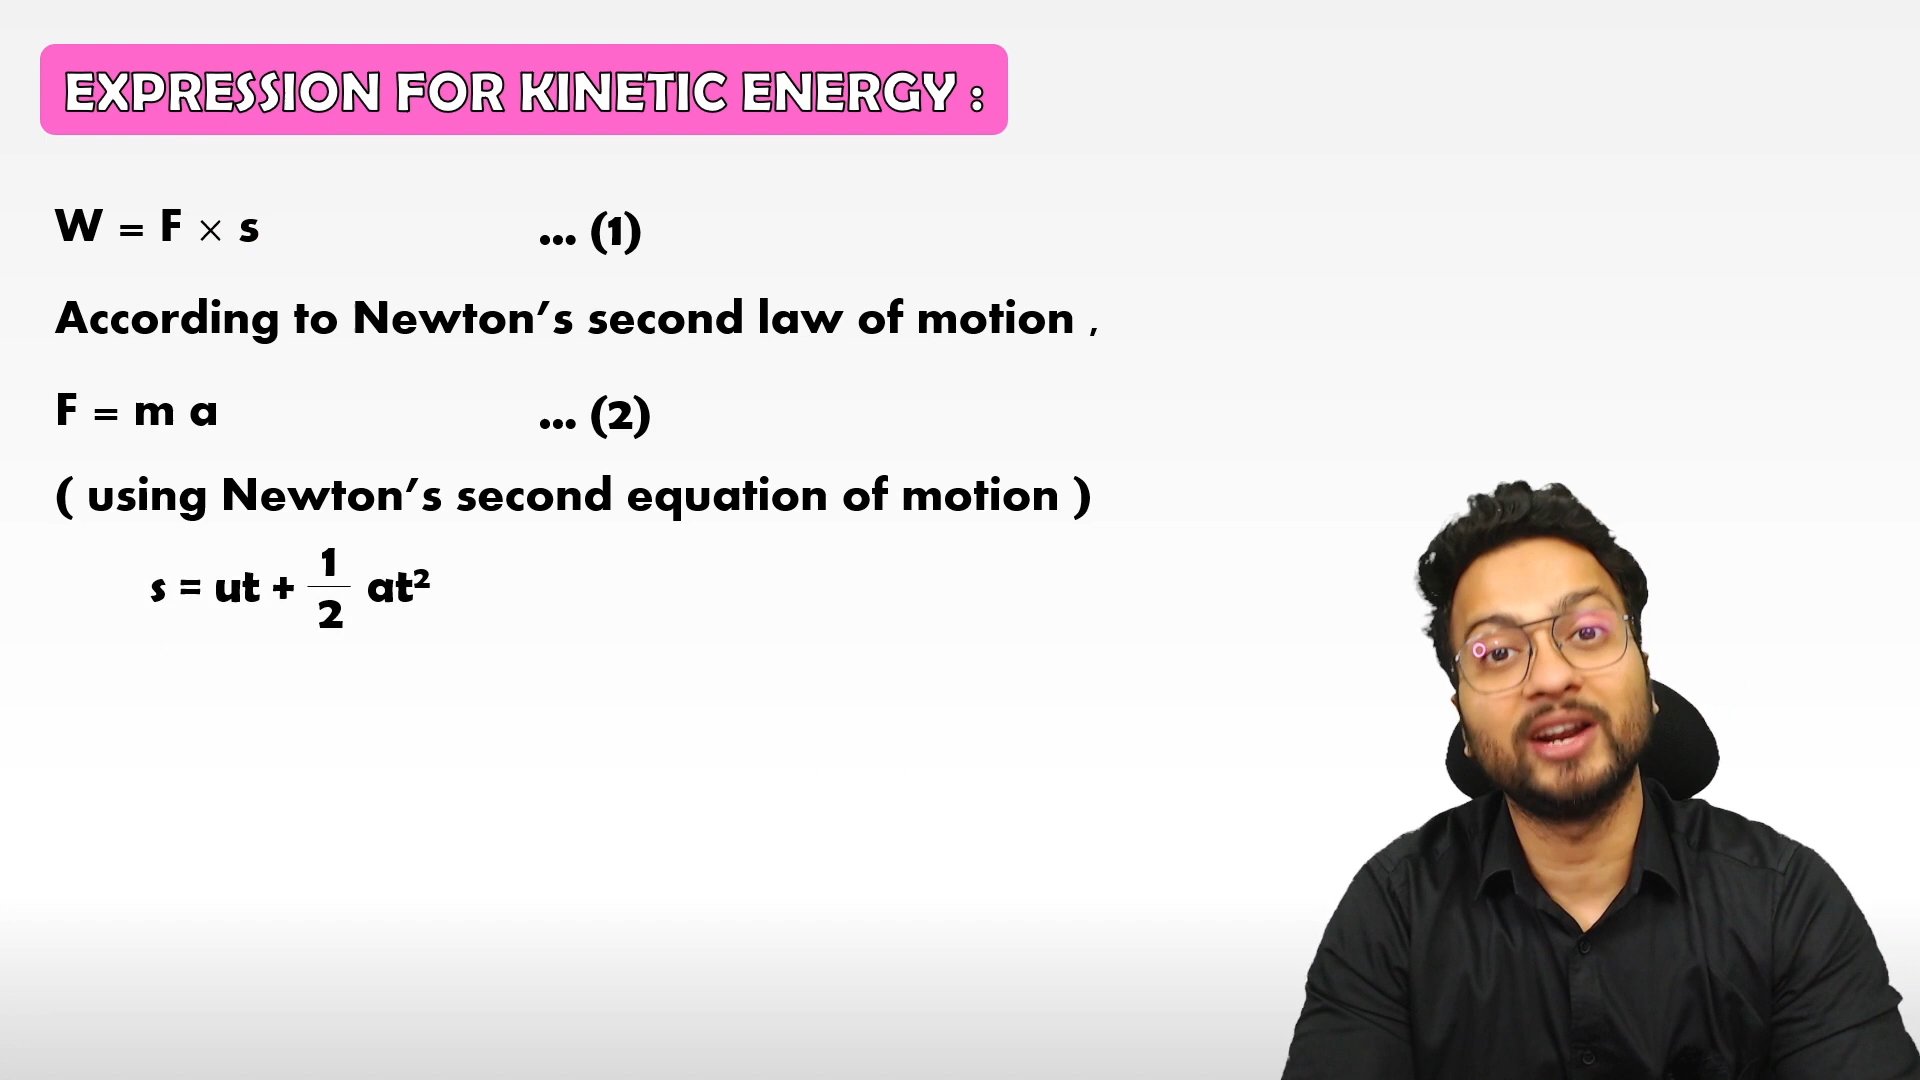 EXPRESSION FOR KINETIC ENERGY :
W = F × s ... (1)
According to Newton’s second law of motion ,
F = m a ... (2)
( using Newton’s second equation of motion )
s = ut + 1/2 at²